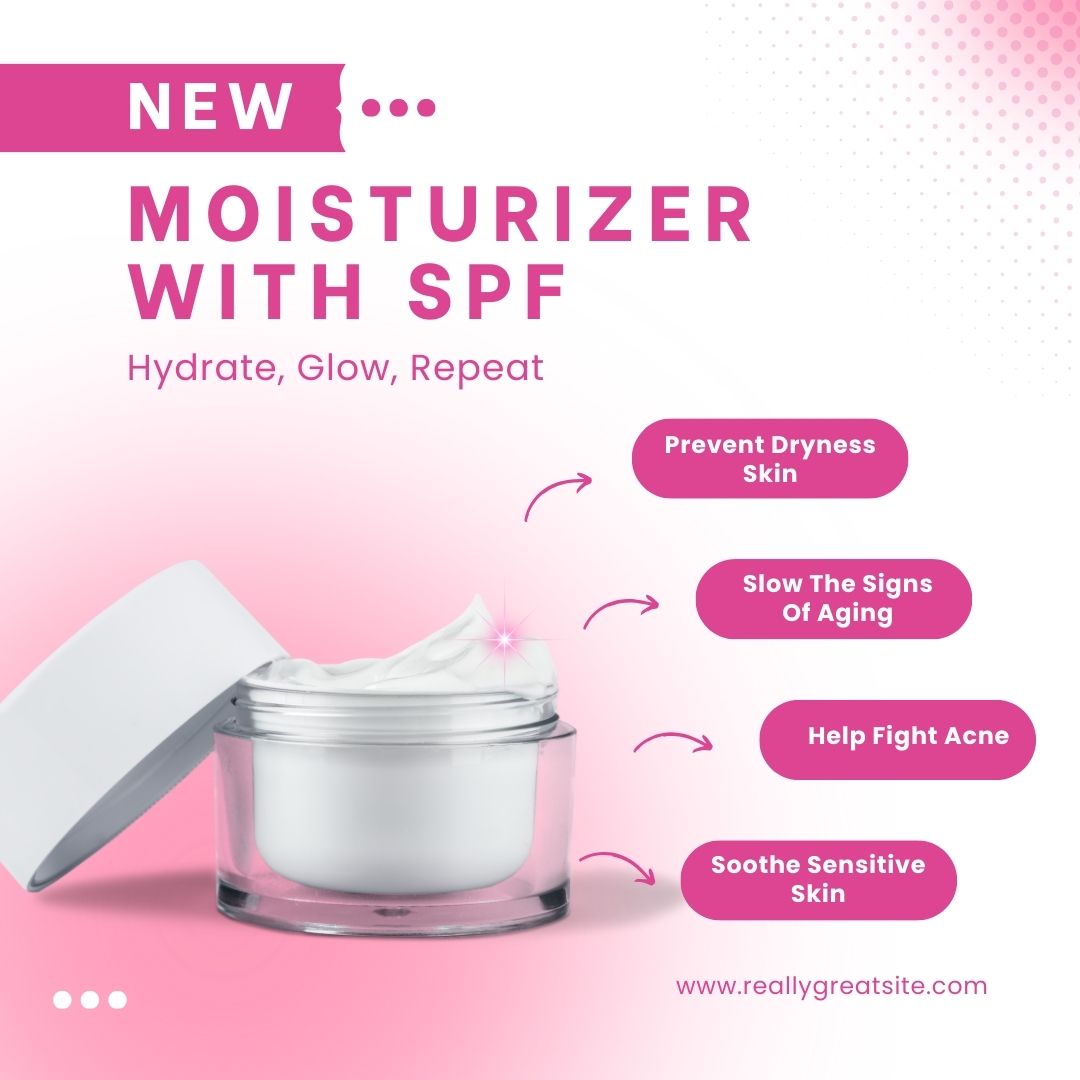 NEW
MOISTURIZER
WITH SPF
Hydrate, Glow, Repeat
Prevent Dryness
Skin
Slow The Signs
Of Aging
Help Fight Acne
Soothe Sensitive
Skin
www.reallygreatsite.com